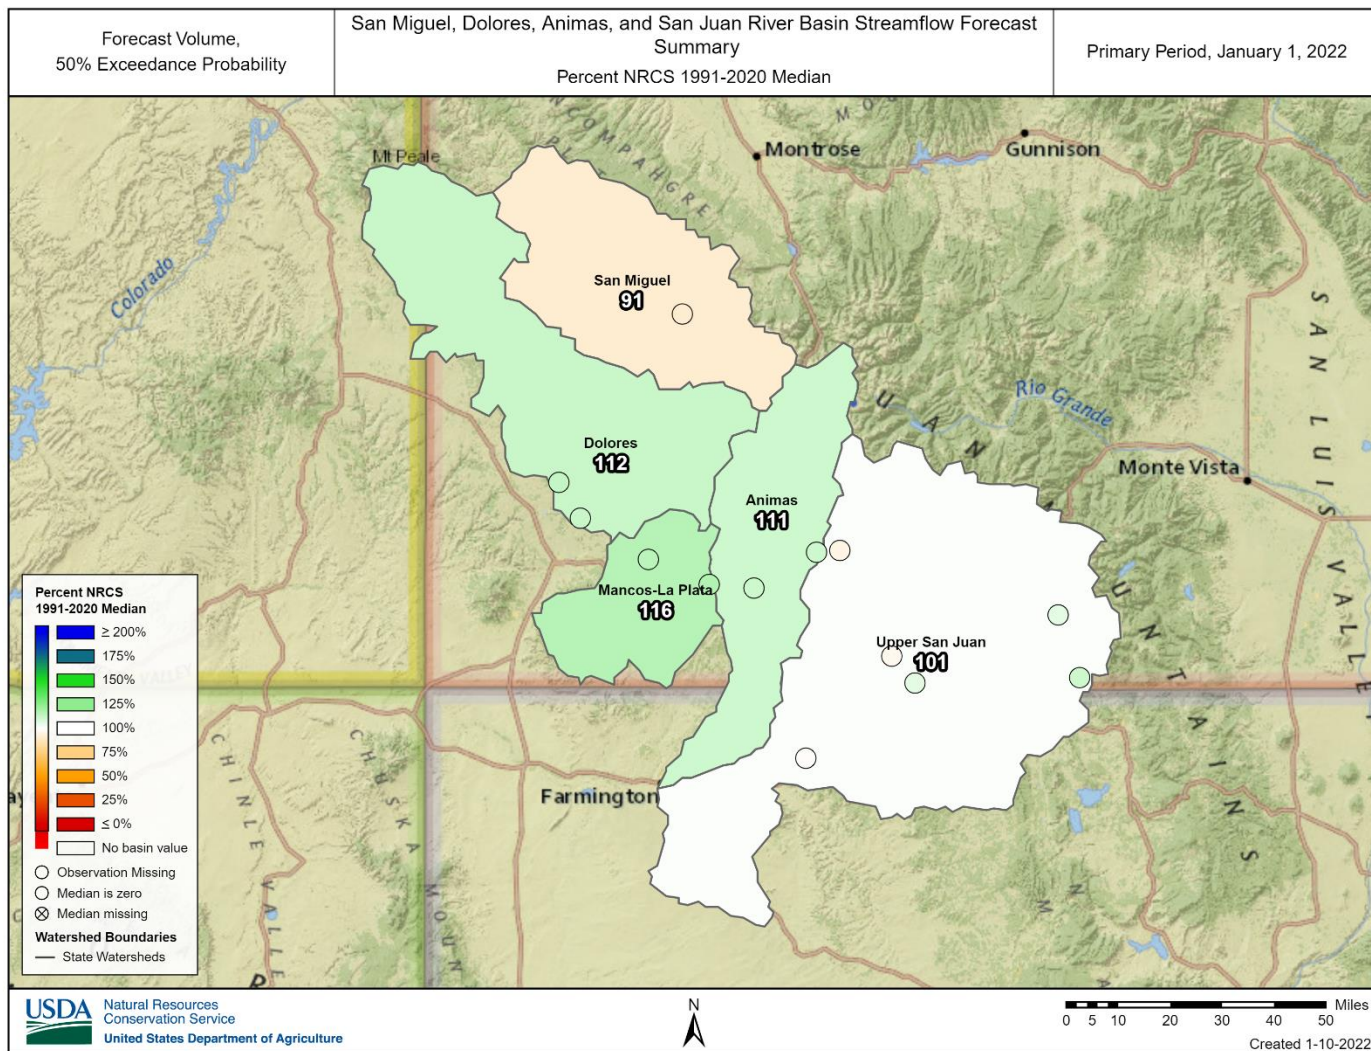 Forecast Volume,
50% Exceedance Probability
San Miguel, Dolores, Animas, and San Juan River Basin Streamflow Forecast
Summary
Percent NRCS 1991-2020 Median
Primary Period, January 1, 2022
Mt Peale
UNCOMPAHGRE
Montrose
Gunnison
Colorado
San Miguel
91
SAN LUIS VALLEY
Rio Grande
Dolores
112
Monte Vista
Animas
111
Mancos-La Plata
116
Upper San Juan
101
MOUNTAINS
Farmington
CHINLE VALLEY
CHUSKA MOUN
Percent NRCS
1991-2020 Median
≥ 200%
175%
150%
125%
100%
75%
50%
25%
≤ 0%
No basin value
Observation Missing
Median is zero
Median missing
Watershed Boundaries
State Watersheds
USDA
Natural Resources
Conservation Service
United States Department of Agriculture
N
Miles
0 5 10 20 30 40 50
Created 1-10-2022